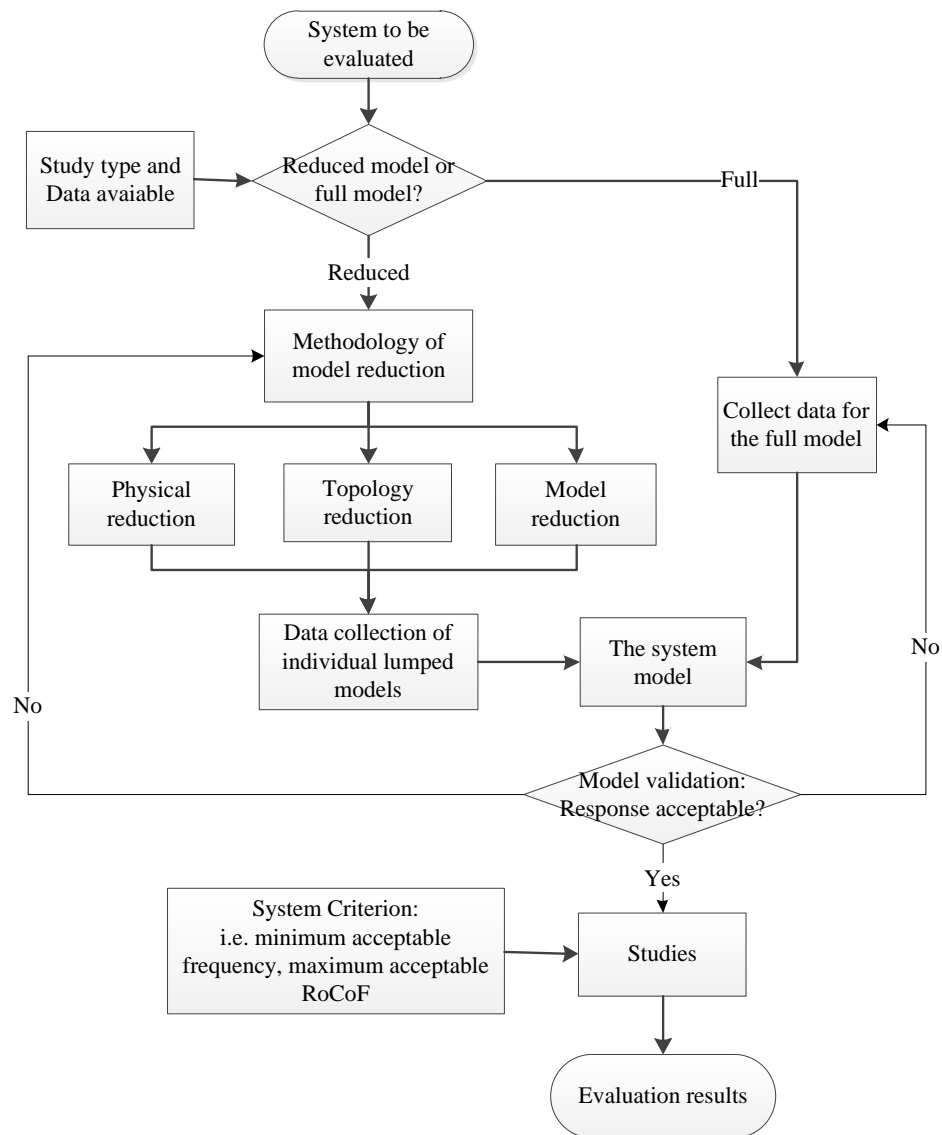 System to be
evaluated
Study type and
Data avaiable
Reduced model or
full model?
Full
Reduced
Methodology of
model reduction
Collect data for
the full model
Physical
reduction
Topology
reduction
Model
reduction
Data collection of
individual lumped
models
The system
model
No
No
Model validation:
Response acceptable?
Yes
System Criterion:
i.e. minimum acceptable
frequency, maximum acceptable
RoCoF
Studies
Evaluation results